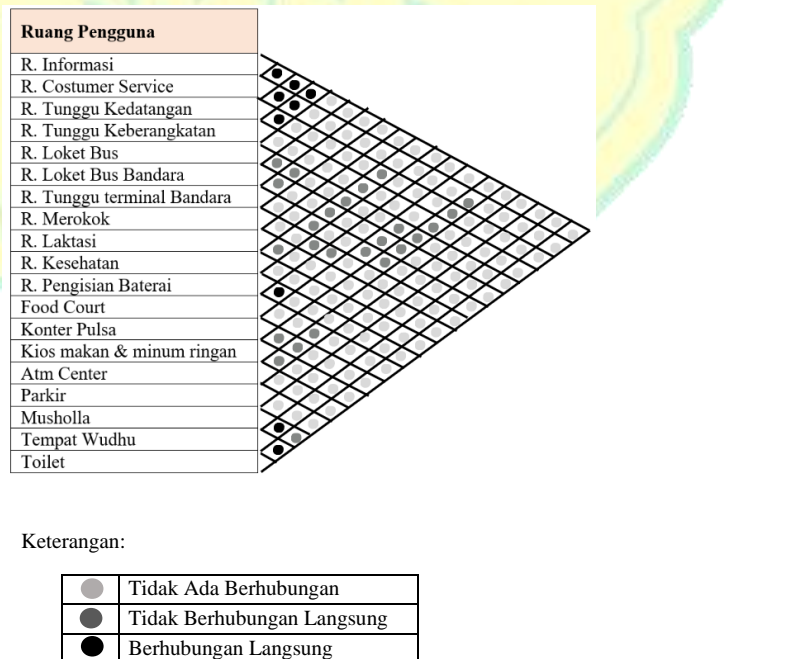 Ruang Pengguna
R. Informasi
R. Costumer Service
R. Tunggu Kedatangan
R. Tunggu Keberangkatan
R. Loket Bus
R. Loket Bus Bandara
R. Tunggu terminal Bandara
R. Merokok
R. Laktasi
R. Kesehatan
R. Pengisian Baterai
Food Court
Konter Pulsa
Kios makan & minum ringan
Atm Center
Parkir
Musholla
Tempat Wudhu
Toilet
Keterangan:
Tidak Ada Berhubungan
Tidak Berhubungan Langsung
Berhubungan Langsung